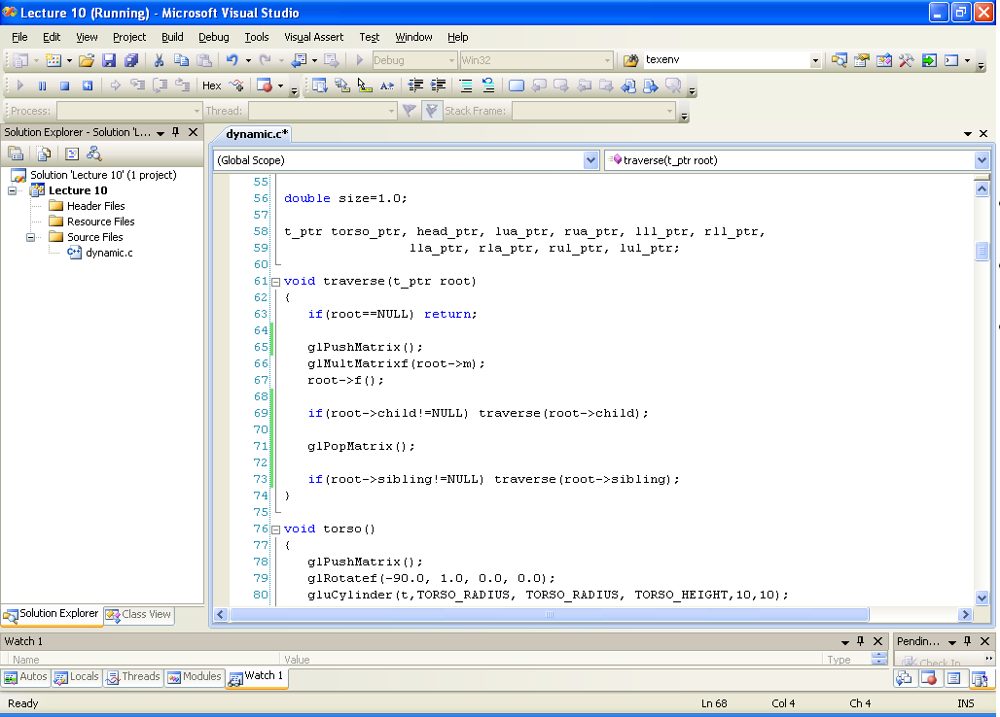 Lecture 10 (Running) - Microsoft Visual Studio
File Edit View Project Build Debug Tools Visual Assert Test Window Help
Debug Win32 texenv
Hex
Process: Thread: Stack Frame:
Solution Explorer - Solution 'L...
dynamic.c*
(Global Scope) traverse(t_ptr root)
Solution 'Lecture 10' (1 project)
Lecture 10
Header Files
Resource Files
Source Files
dynamic.c
55
56 double size=1.0;
57
58 t_ptr torso_ptr, head_ptr, lua_ptr, rua_ptr, lll_ptr, rll_ptr,
59 lla_ptr, rla_ptr, rul_ptr, lul_ptr;
60
61 void traverse(t_ptr root)
62 {
63 if(root==NULL) return;
64
65 glPushMatrix();
66 glMultMatrixf(root->m);
67 root->f();
68
69 if(root->child!=NULL) traverse(root->child);
70
71 glPopMatrix();
72
73 if(root->sibling!=NULL) traverse(root->sibling);
74 }
75
76 void torso()
77 {
78 glPushMatrix();
79 glRotatef(-90.0, 1.0, 0.0, 0.0);
80 gluCylinder(t,TORSO_RADIUS, TORSO_RADIUS, TORSO_HEIGHT,10,10);
Solution Explorer Class View
Watch 1
Name Value Type
Autos Locals Threads Modules Watch 1
Pendin...
Check In
Ready Ln 68 Col 4 Ch 4 INS